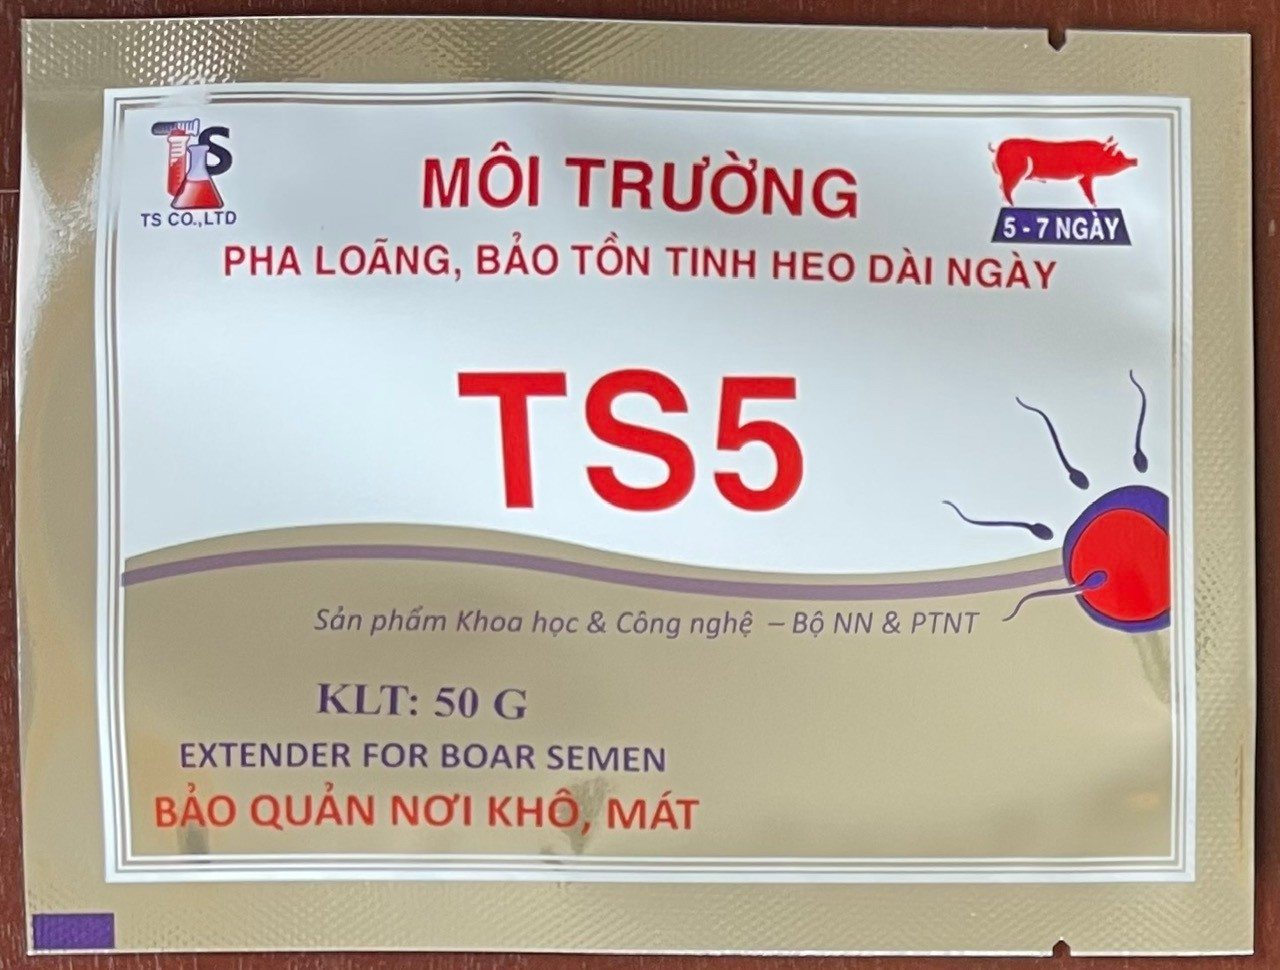 TS
TS CO.,LTD
MÔI TRƯỜNG
5 - 7 NGÀY
PHA LOÃNG, BẢO TỒN TINH HEO DÀI NGÀY
TS5
Sản phẩm Khoa học & Công nghệ – Bộ NN & PTNT
KLT: 50 G
EXTENDER FOR BOAR SEMEN
BẢO QUẢN NƠI KHÔ, MÁT